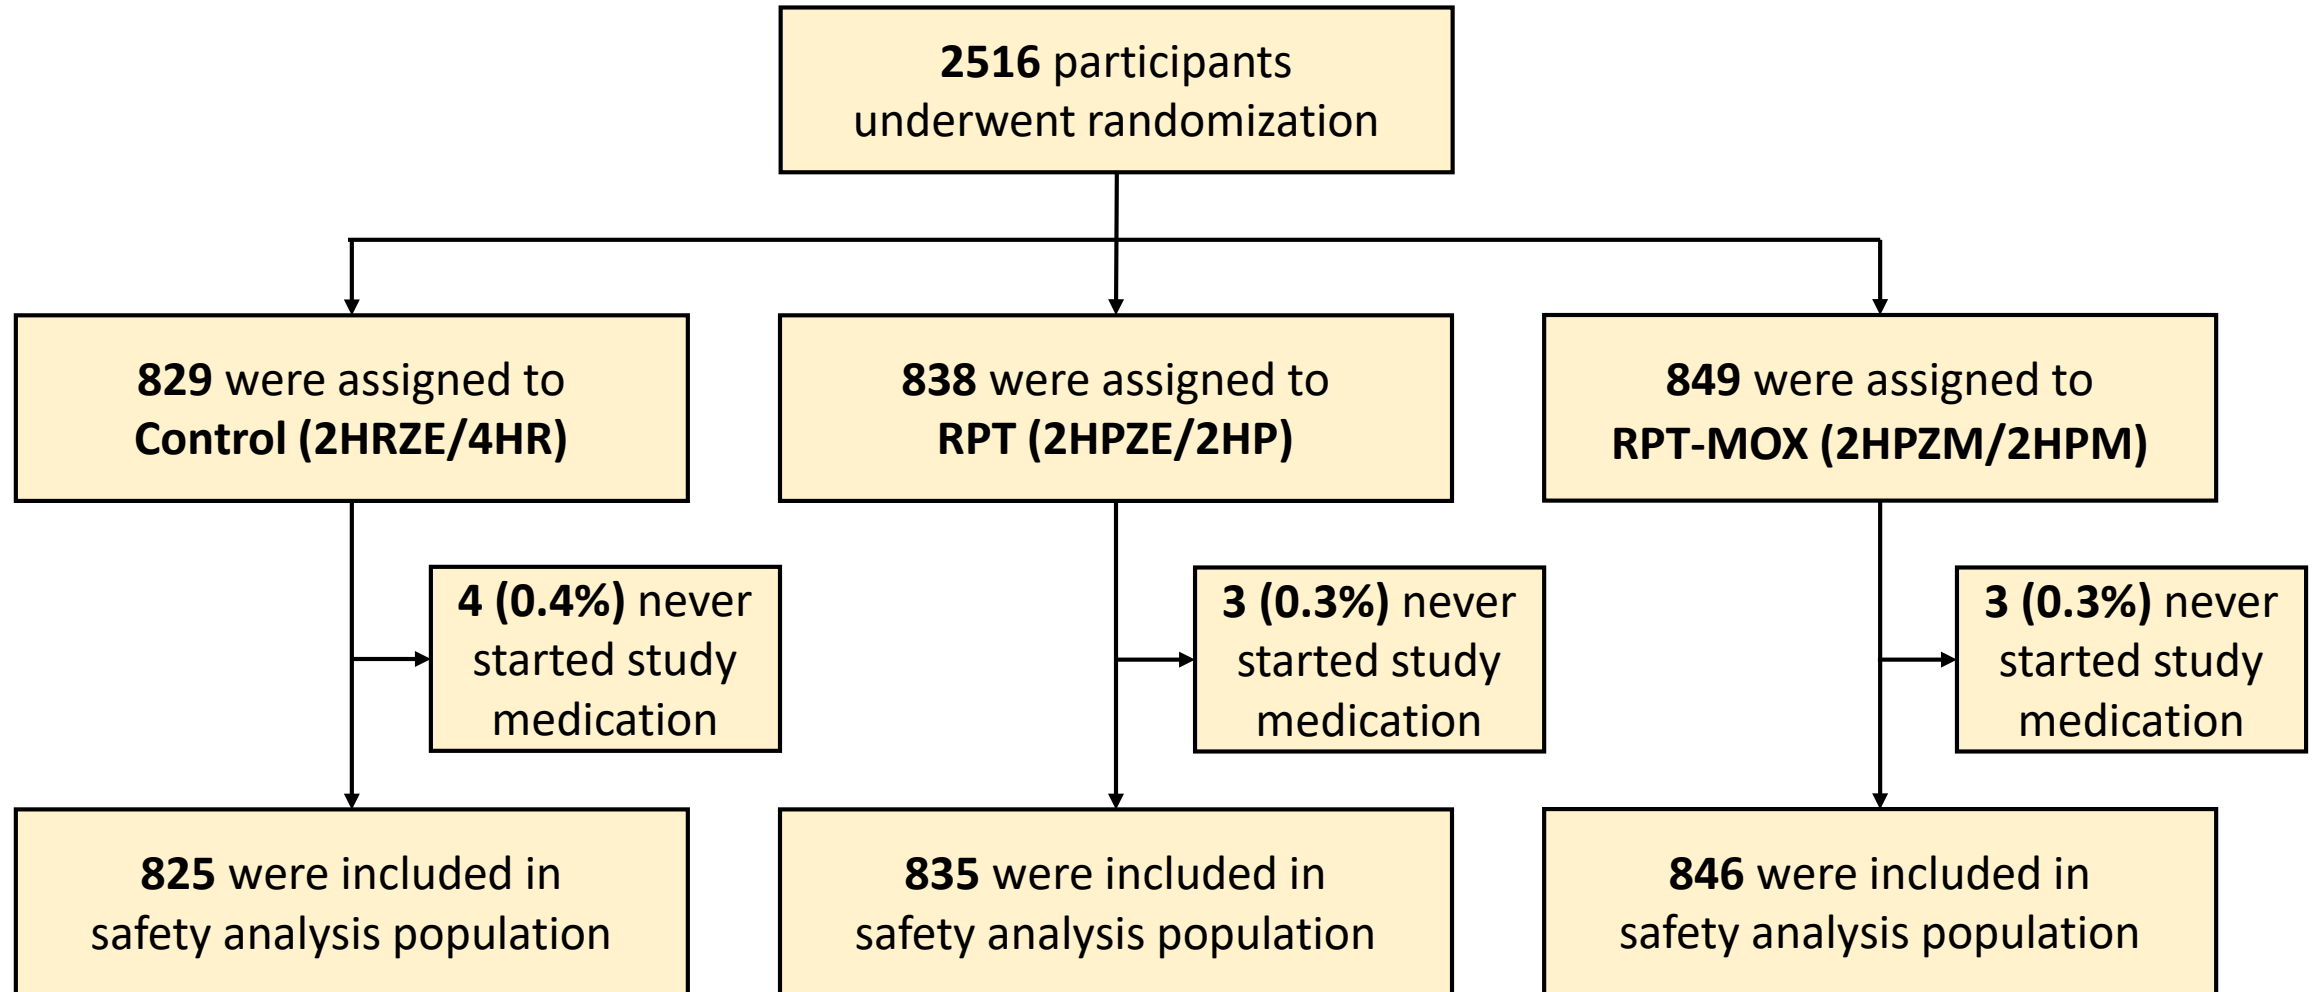 2516 participants
underwent randomization
829 were assigned to
Control (2HRZE/4HR)
838 were assigned to
RPT (2HPZE/2HP)
849 were assigned to
RPT-MOX (2HPZM/2HPM)
4 (0.4%) never
started study
medication
3 (0.3%) never
started study
medication
3 (0.3%) never
started study
medication
825 were included in
safety analysis population
835 were included in
safety analysis population
846 were included in
safety analysis population